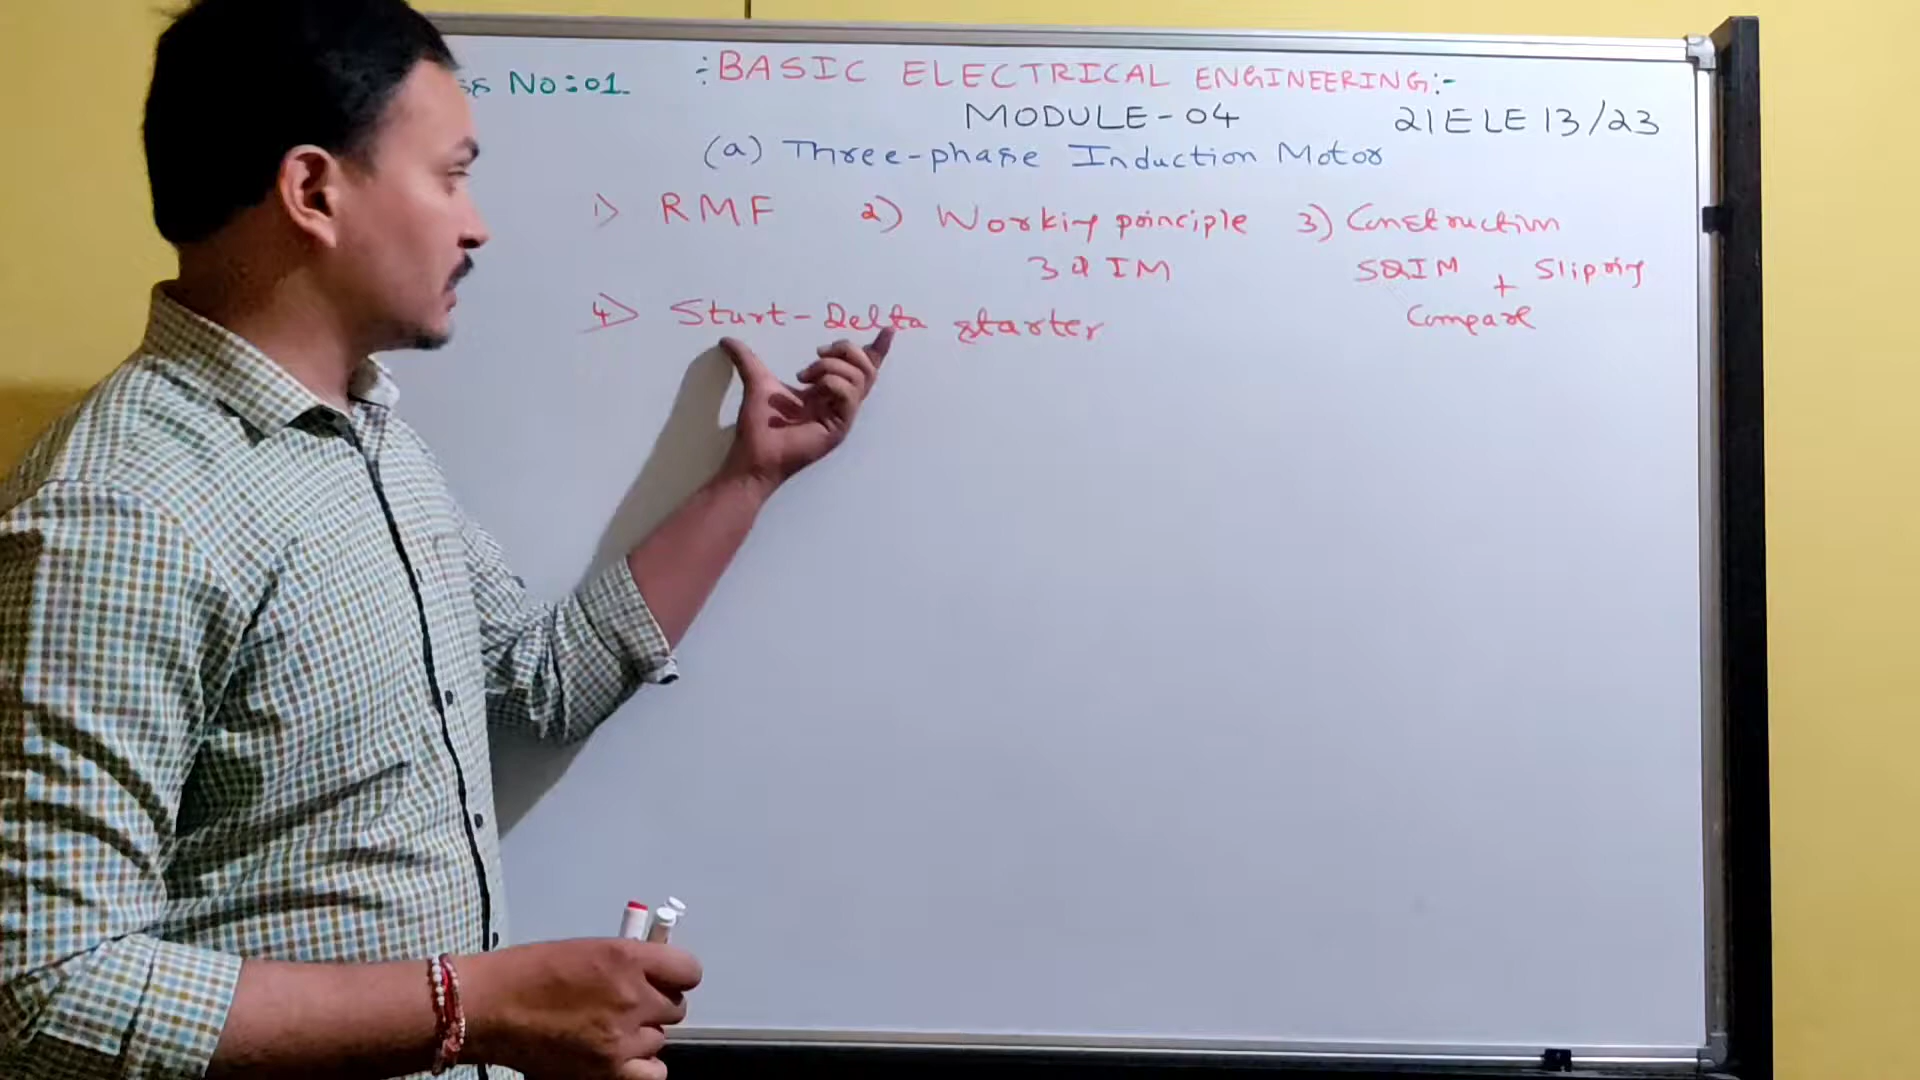 ss No:01.
:BASIC ELECTRICAL ENGINEERING:-
MODULE-04
21ELE13/23
(a) Three-phase Induction Motor
1) RMF 2) Working principle 3) Construction
3Φ IM SQIM + Slipring
Compare
4) Start-Delta starter